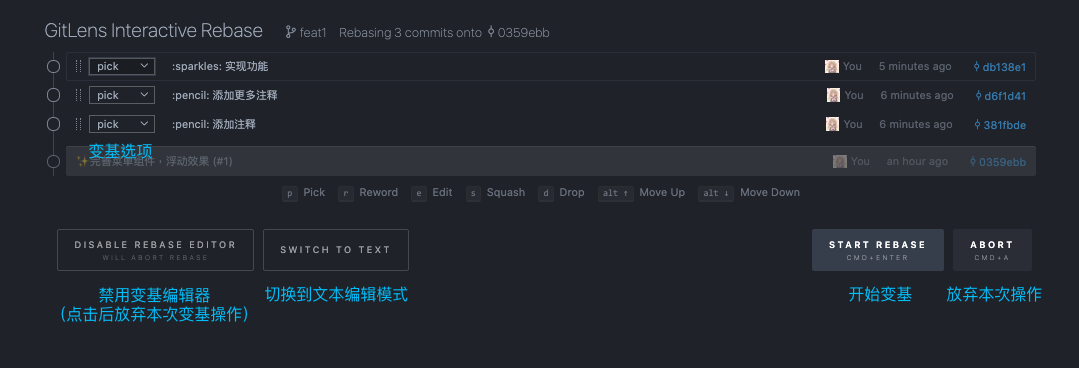 GitLens Interactive Rebase feat1 Rebasing 3 commits onto 0359ebb
pick :sparkles: 实现功能 You 5 minutes ago db138e1
pick :pencil: 添加更多注释 You 6 minutes ago d6f1d41
pick :pencil: 添加注释 You 6 minutes ago 381fbde
变基选项
✨完善菜单组件，浮动效果 (#1) You an hour ago 0359ebb
p Pick r Reword e Edit s Squash d Drop alt ↑ Move Up alt ↓ Move Down
DISABLE REBASE EDITOR SWITCH TO TEXT START REBASE ABORT
WILL ABORT REBASE CMD+ENTER CMD+A
禁用变基编辑器 切换到文本编辑模式 开始变基 放弃本次操作
(点击后放弃本次变基操作)